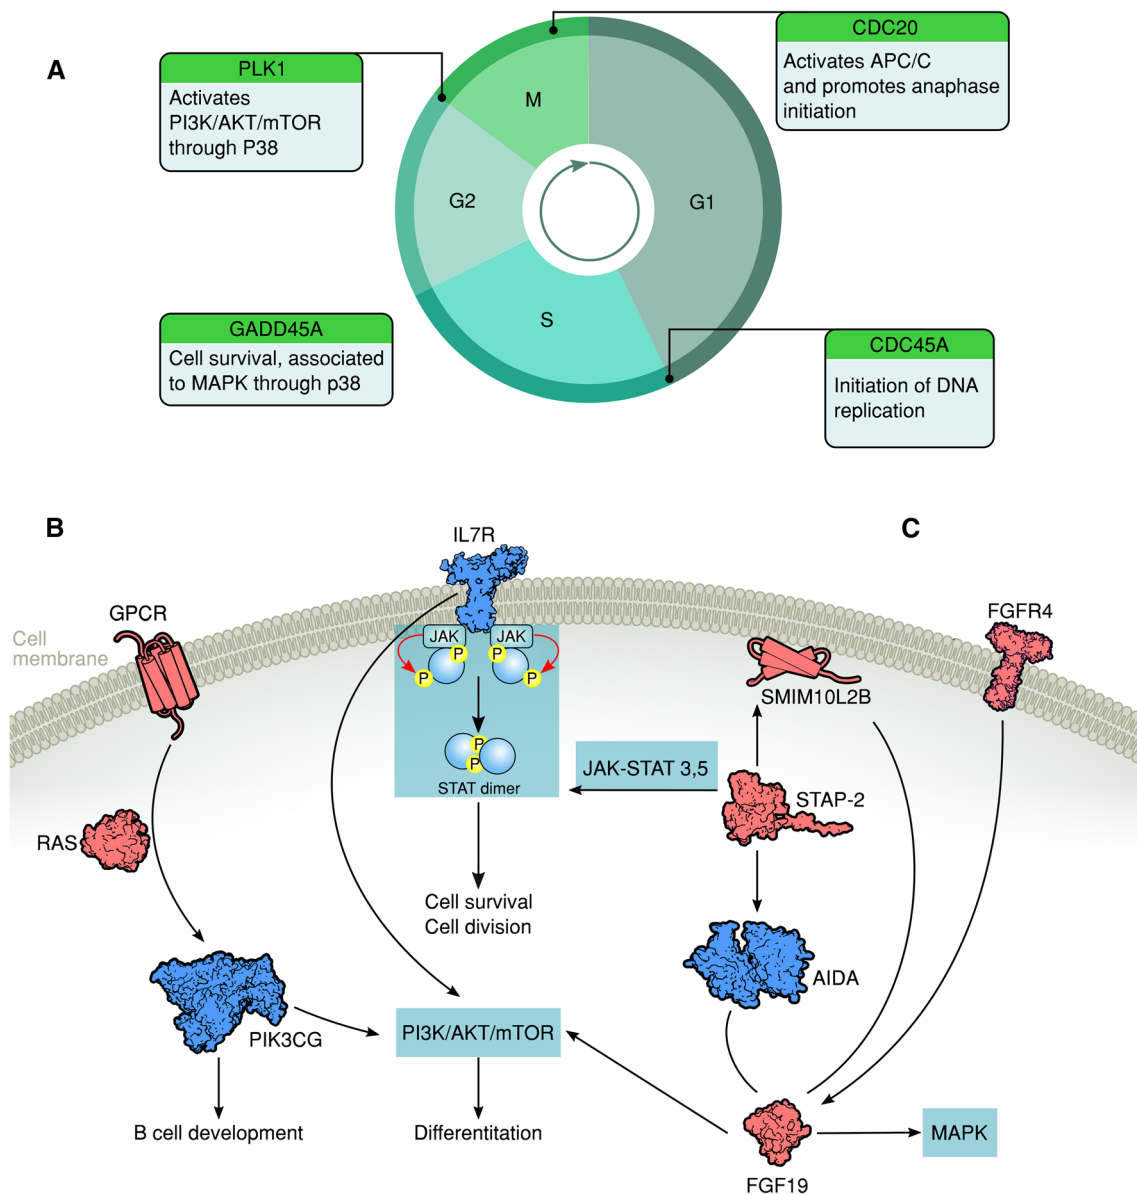 A
PLK1
Activates
PI3K/AKT/mTOR
through P38
CDC20
Activates APC/C
and promotes anaphase
initiation
M
G2
G1
S
GADD45A
Cell survival, associated
to MAPK through p38
CDC45A
Initiation of DNA
replication
B
C
IL7R
GPCR
FGFR4
Cell
membrane
JAK
JAK
P
P
P
P
SMIM10L2B
P
P
STAT dimer
JAK-STAT 3,5
STAP-2
RAS
Cell survival
Cell division
AIDA
PIK3CG
PI3K/AKT/mTOR
B cell development
Differentitation
MAPK
FGF19